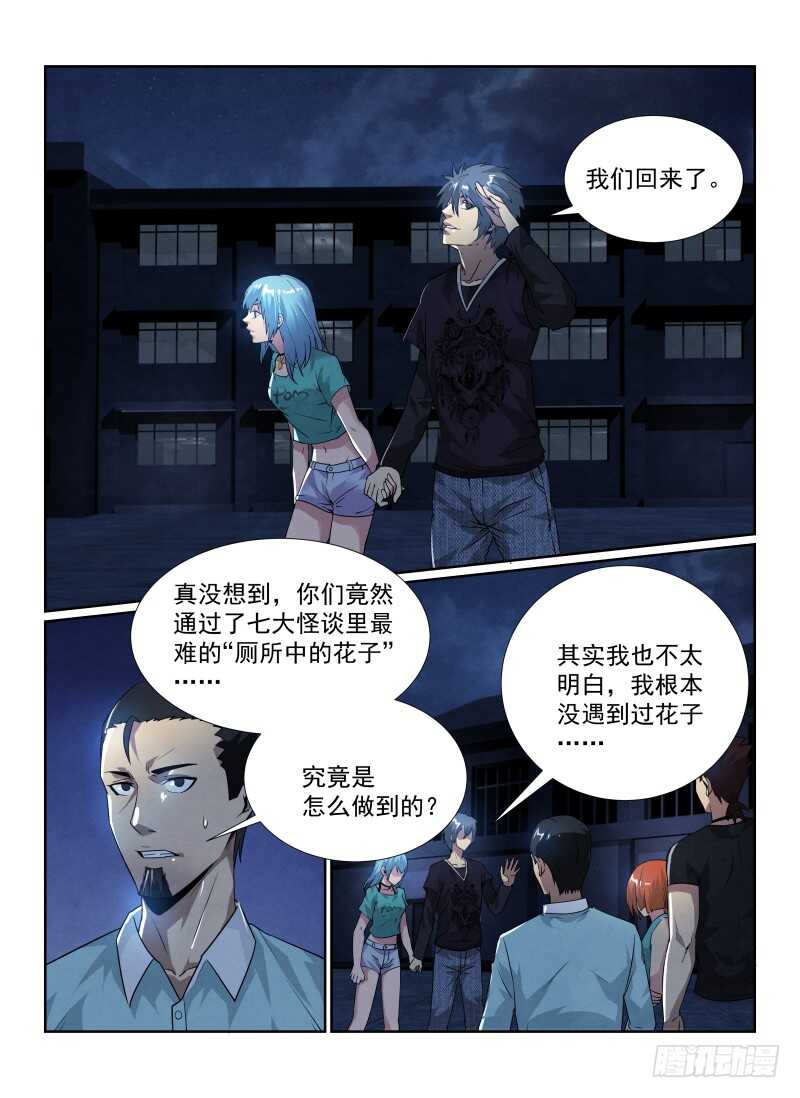 我们回来了。
tom
真没想到，你们竟然
通过了七大怪谈里最
难的“厕所中的花子”
……
究竟是
怎么做到的？
其实我也不太
明白，我根本
没遇到过花子
……
腾讯动漫